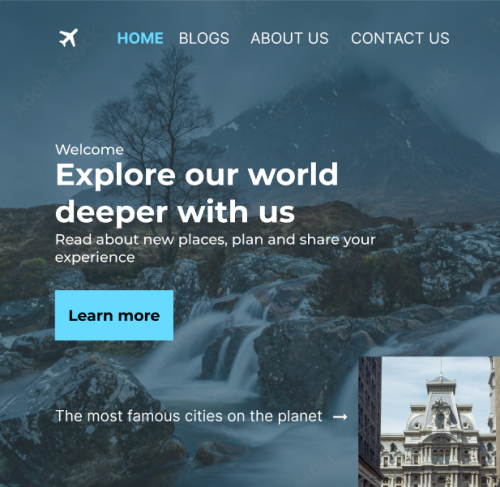 HOME BLOGS ABOUT US CONTACT US
Welcome
Explore our world
deeper with us
Read about new places, plan and share your
experience
Learn more
The most famous cities on the planet →